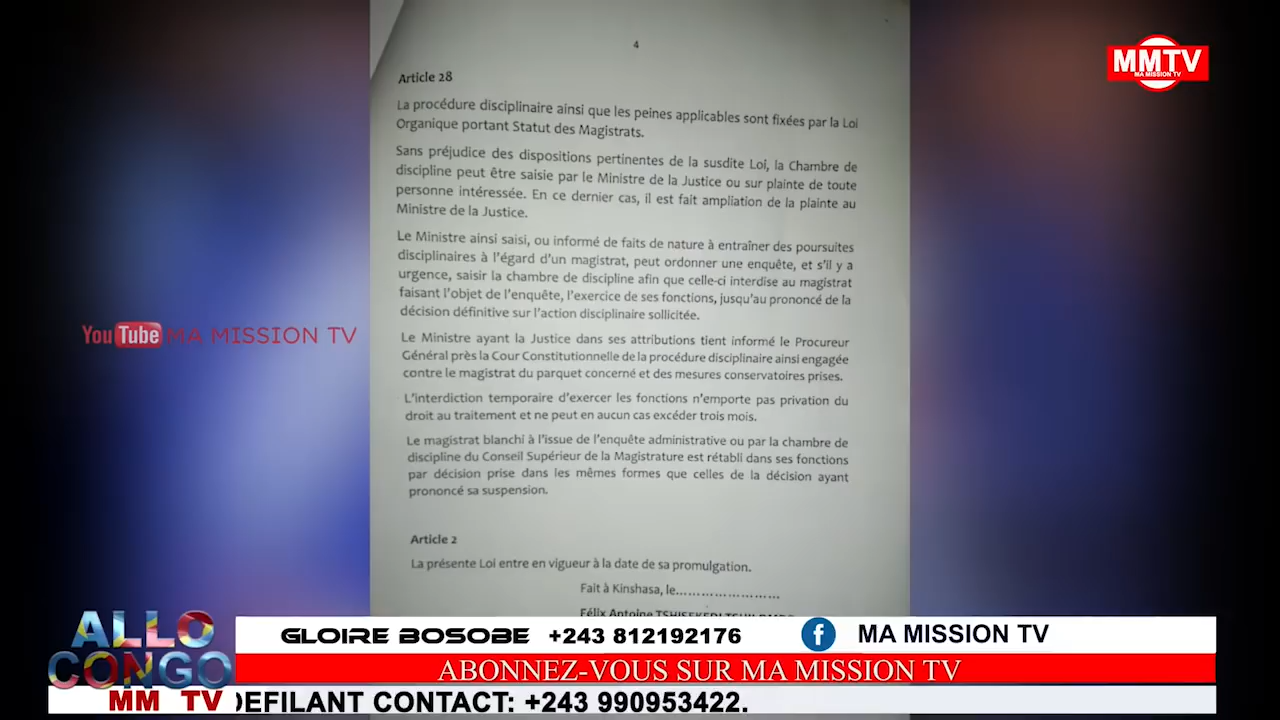 4
MMTV
MA MISSION TV
Article 28
La procédure disciplinaire ainsi que les peines applicables sont fixées par la Loi
Organique portant Statut des Magistrats.
Sans préjudice des dispositions pertinentes de la susdite Loi, la Chambre de
discipline peut être saisie par le Ministre de la Justice ou sur plainte de toute
personne intéressée. En ce dernier cas, il est fait ampliation de la plainte au
Ministre de la Justice.
Le Ministre ainsi saisi, ou informé de faits de nature à entraîner des poursuites
disciplinaires à l'égard d'un magistrat, peut ordonner une enquête, et s'il y a
urgence, saisir la chambre de discipline afin que celle-ci interdise au magistrat
faisant l'objet de l'enquête, l'exercice de ses fonctions, jusqu'au prononcé de la
décision définitive sur l'action disciplinaire sollicitée.
YouTube MA MISSION TV
Le Ministre ayant la Justice dans ses attributions tient informé le Procureur
Général près la Cour Constitutionnelle de la procédure disciplinaire ainsi engagée
contre le magistrat du parquet concerné et des mesures conservatoires prises.
L'interdiction temporaire d'exercer les fonctions n'emporte pas privation du
droit au traitement et ne peut en aucun cas excéder trois mois.
Le magistrat blanchi à l'issue de l'enquête administrative ou par la chambre de
discipline du Conseil Supérieur de la Magistrature est rétabli dans ses fonctions
par décision prise dans les mêmes formes que celles de la décision ayant
prononcé sa suspension.
Article 2
La présente Loi entre en vigueur à la date de sa promulgation.
Fait à Kinshasa, le........................
Félix Antoine
ALLO
CONGO
MM TV
GLOIRE BOSOBE +243 812192176
f MA MISSION TV
ABONNEZ-VOUS SUR MA MISSION TV
DEFILANT CONTACT: +243 990953422.